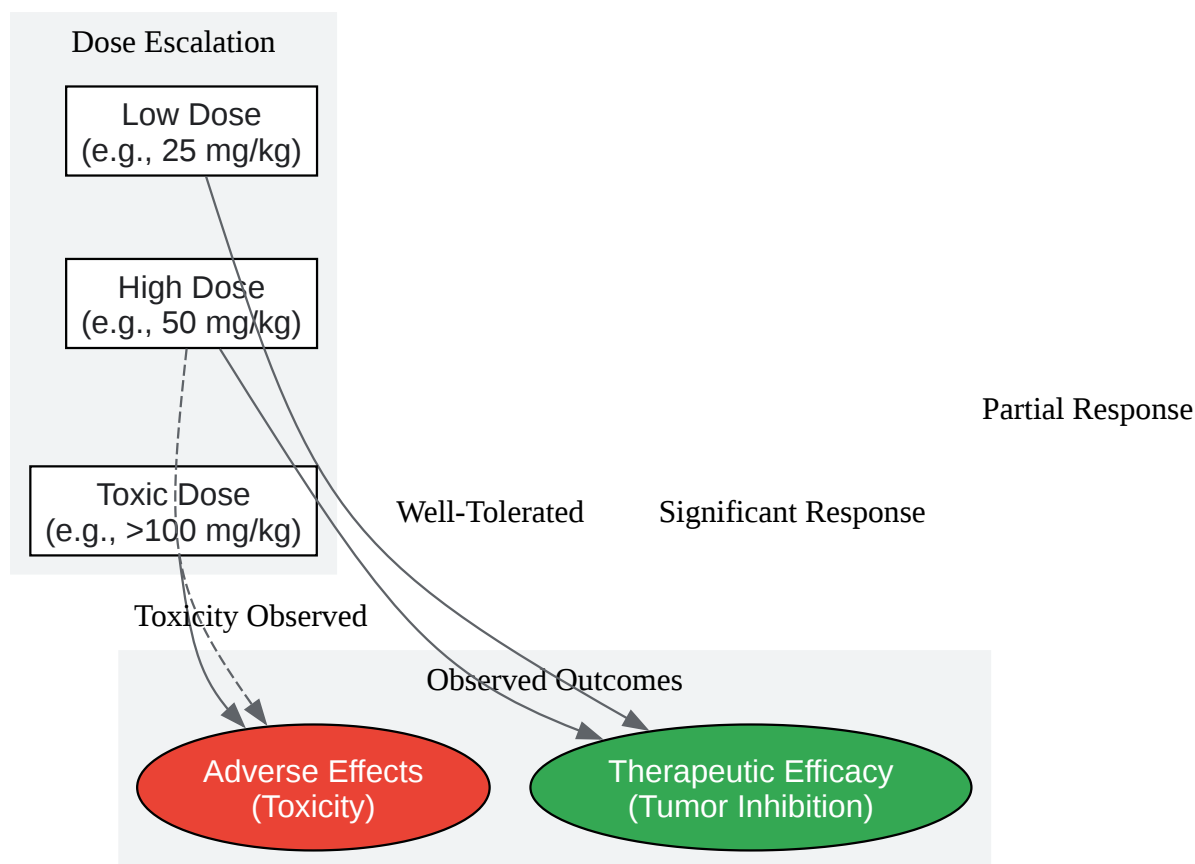 Dose Escalation
Low Dose
(e.g., 25 mg/kg)
High Dose
(e.g., 50 mg/kg)
Partial Response
Toxic Dose
(e.g., >100 mg/kg)
Well-Tolerated
Significant Response
Toxicity Observed
Observed Outcomes
Adverse Effects
(Toxicity)
Therapeutic Efficacy
(Tumor Inhibition)